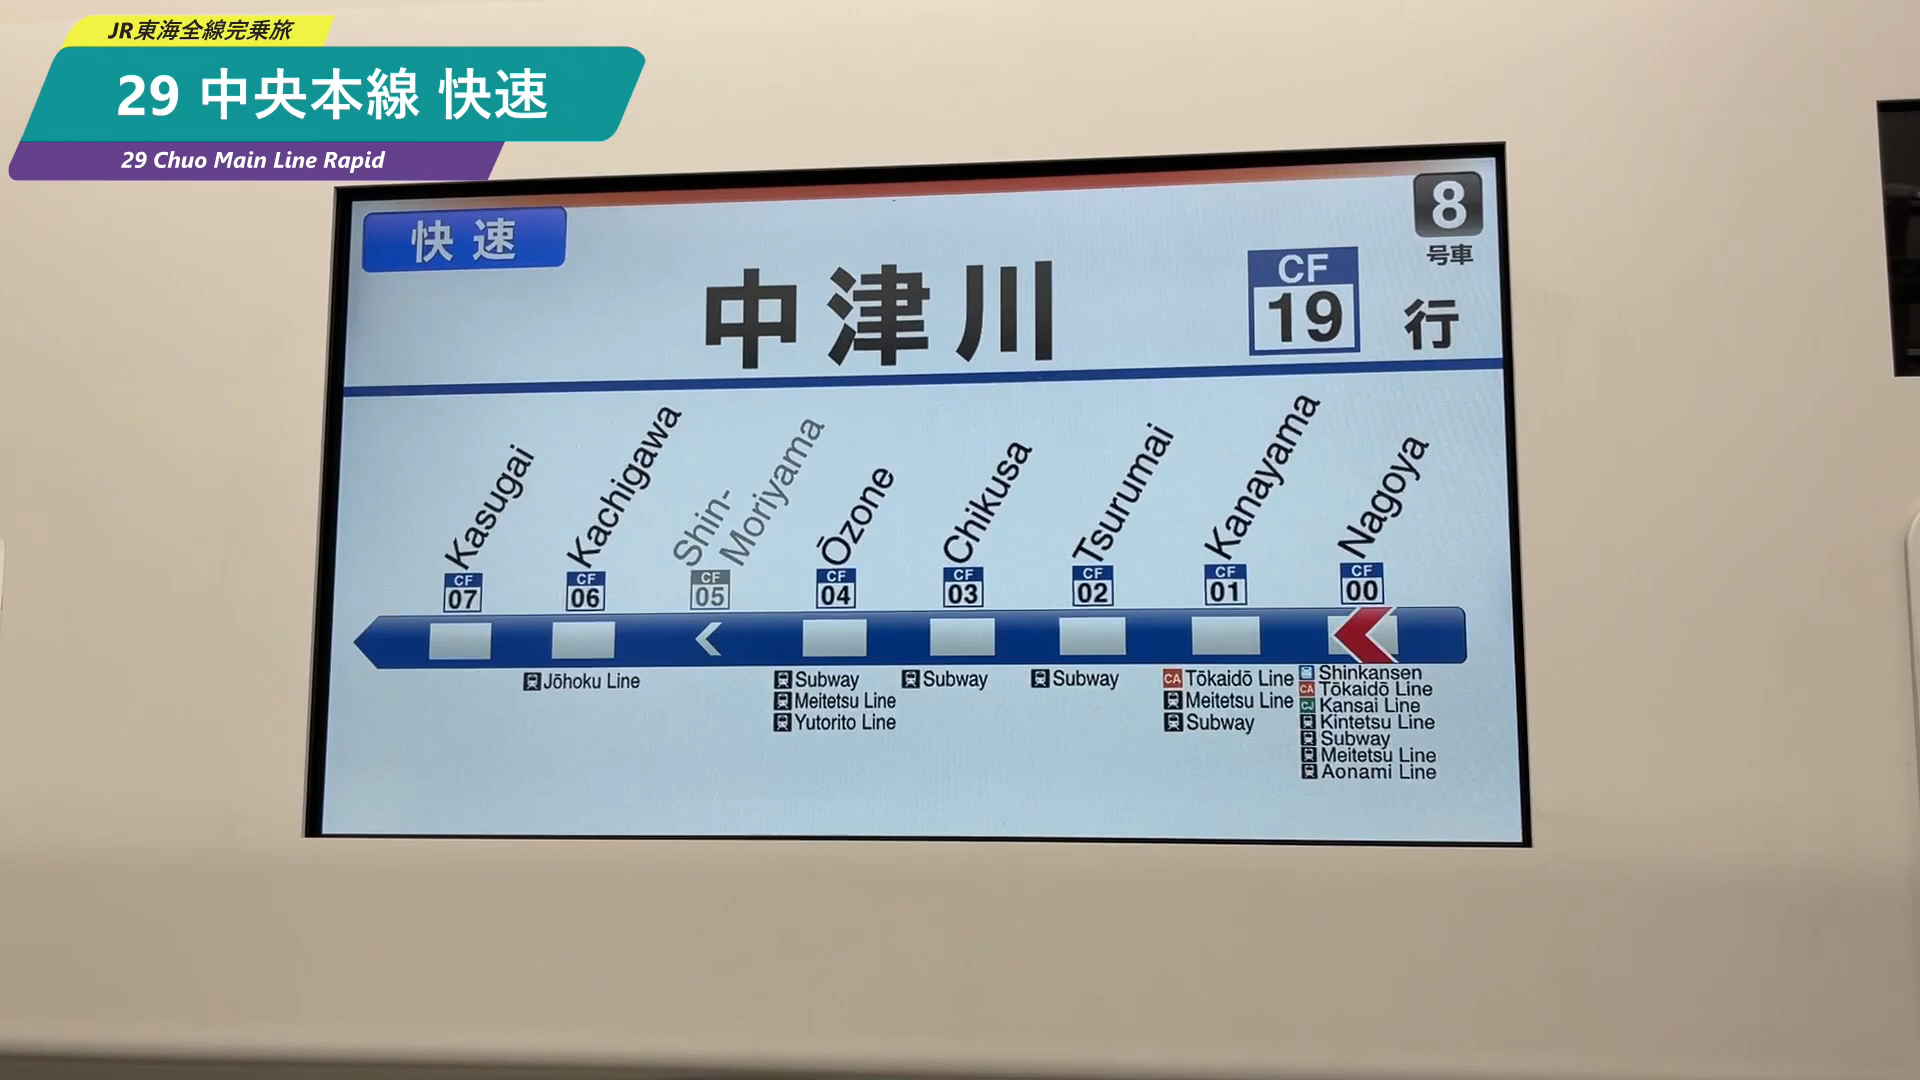 JR東海全線完乗旅
29 中央本線 快速
29 Chuo Main Line Rapid
快速
8
号車
中津川
CF
19
行
Kasugai
Kachigawa
Shin-
Moriyama
Ōzone
Chikusa
Tsurumai
Kanayama
Nagoya
CF 07
CF 06
CF 05
CF 04
CF 03
CF 02
CF 01
CF 00
Jōhoku Line
Subway
Meitetsu Line
Yutorito Line
Subway
Subway
CA Tōkaidō Line
Meitetsu Line
Subway
Shinkansen
CA Tōkaidō Line
CJ Kansai Line
Kintetsu Line
Subway
Meitetsu Line
Aonami Line